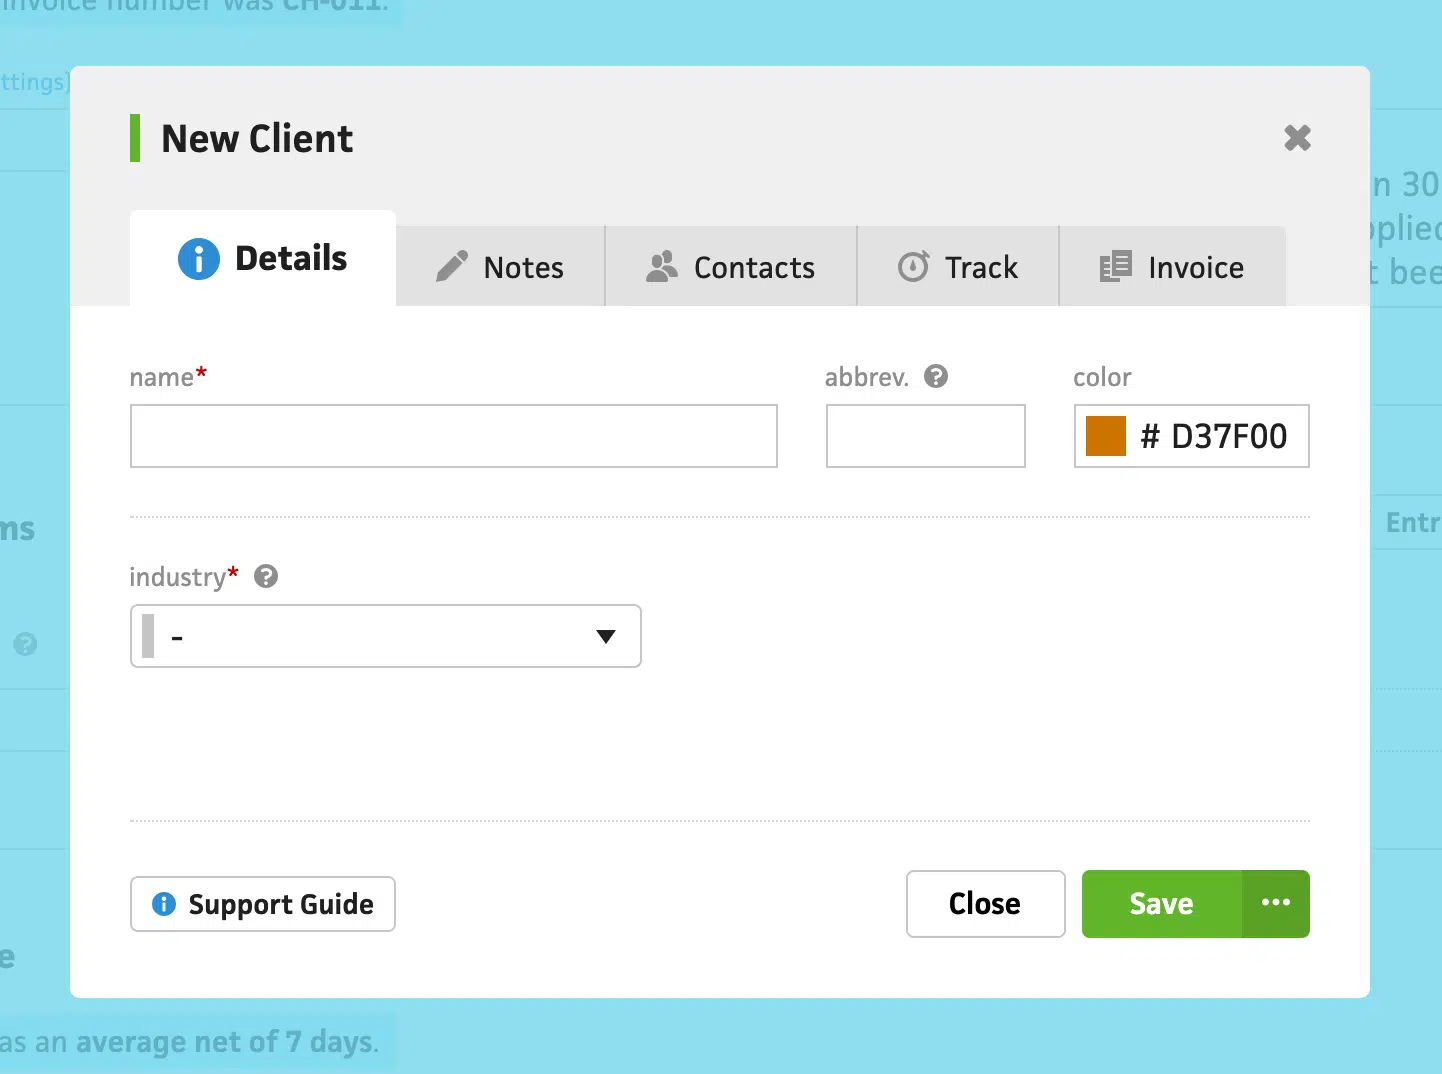 invoice number was CH-011.
ttings)
New Client
n 30
pplied
t bee
Details
Notes
Contacts
Track
Invoice
name*
abbrev.
color
# D37F00
ms
Entr
industry*
-
Support Guide
Close
Save
e
as an average net of 7 days.